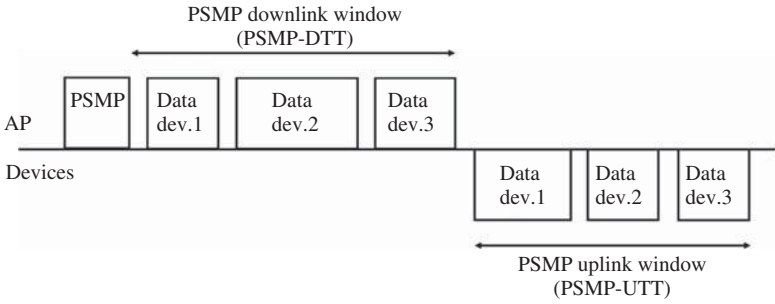 PSMP downlink window
(PSMP-DTT)
AP
PSMP
Data
dev.1
Data
dev.2
Data
dev.3
Devices
Data
dev.1
Data
dev.2
Data
dev.3
PSMP uplink window
(PSMP-UTT)